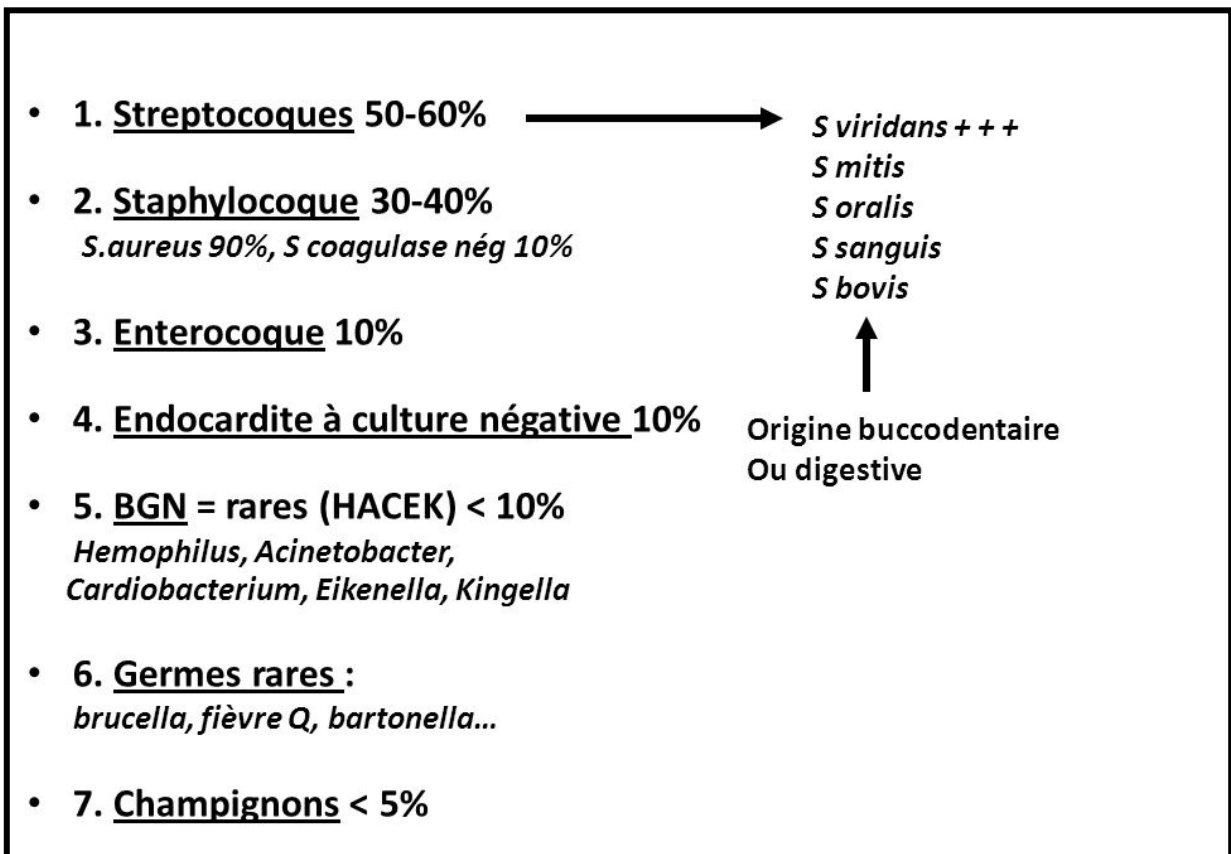 • 1. Streptocoques 50-60%
• 2. Staphylocoque 30-40%
S.aureus 90%, S coagulase nég 10%
• 3. Enterocoque 10%
• 4. Endocardite à culture négative 10%
• 5. BGN = rares (HACEK) < 10%
Hemophilus, Acinetobacter,
Cardiobacterium, Eikenella, Kingella
• 6. Germes rares :
brucella, fièvre Q, bartonella...
• 7. Champignons < 5%
S viridans + + +
S mitis
S oralis
S sanguis
S bovis
Origine buccodentaire
Ou digestive